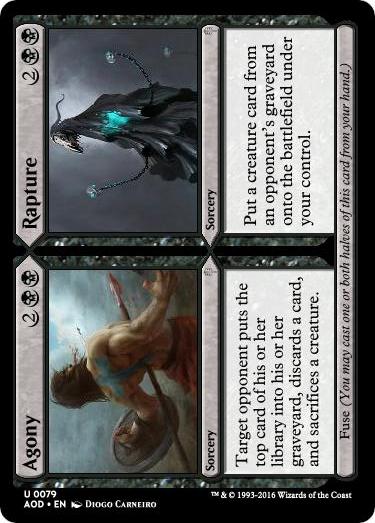 Agony 2
Sorcery
Target opponent puts the
top card of his or her
library into his or her
graveyard, discards a card,
and sacrifices a creature.
Rapture 2
Sorcery
Put a creature card from
an opponent's graveyard
onto the battlefield under
your control.
Fuse (You may cast one or both halves of this card from your hand.)
U 0079
AOD • EN Diogo Carneiro
™ & © 1993-2016 Wizards of the Coast